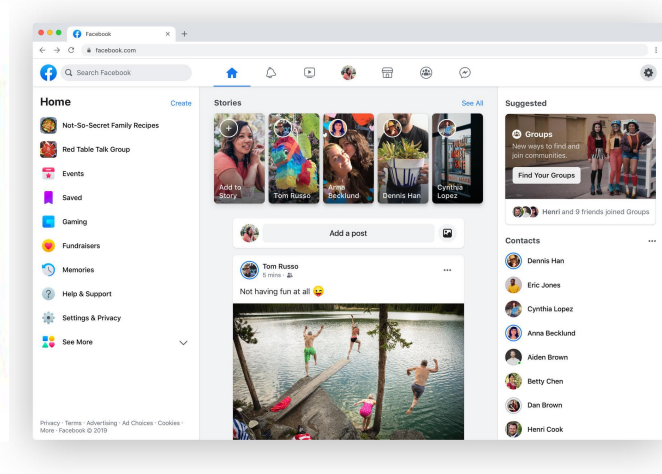 Facebook
facebook.com
Search Facebook
Home
Create
Not-So-Secret Family Recipes
Red Table Talk Group
Events
Saved
Gaming
Fundraisers
Memories
Help & Support
Settings & Privacy
See More
Privacy · Terms · Advertising · Ad Choices · Cookies ·
More · Facebook © 2019
Stories
See All
Add to
Story
Tom Russo
Anna
Becklund
Dennis Han
Cynthia
Lopez
Add a post
Tom Russo
5 mins ·
Not having fun at all 😜
Suggested
Groups
New ways to find and
join communities.
Find Your Groups
Henri and 9 friends joined Groups
Contacts
Dennis Han
Eric Jones
Cynthia Lopez
Anna Becklund
Aiden Brown
Betty Chen
Dan Brown
Henri Cook